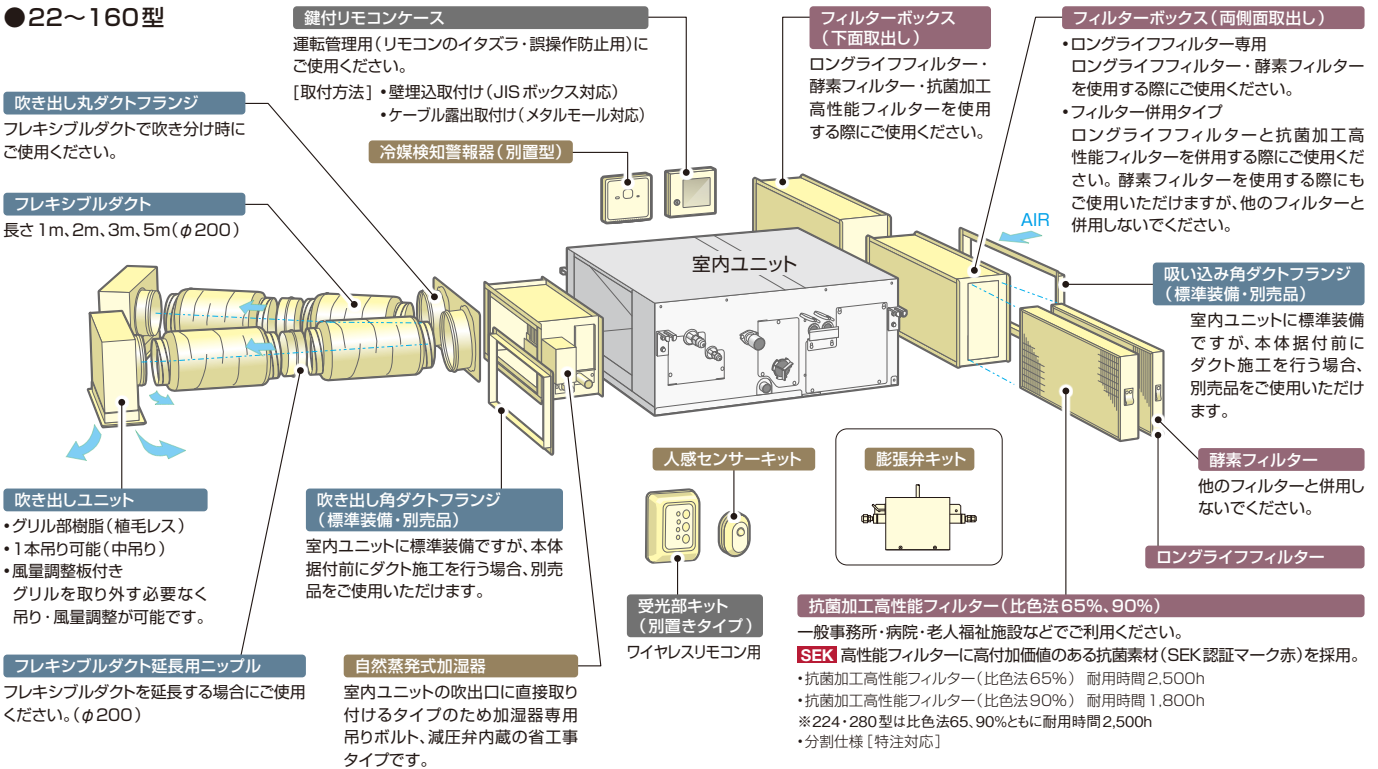 ●22〜160型
鍵付リモコンケース
運転管理用（リモコンのイタズラ・誤操作防止用）に
ご使用ください。
［取付方法］・壁埋込取付け（JISボックス対応）
・ケーブル露出取付け（メタルモール対応）
フィルターボックス
（下面取出し）
ロングライフフィルター・
酵素フィルター・抗菌加工
高性能フィルターを使用
する際にご使用ください。
フィルターボックス（両側面取出し）
・ロングライフフィルター専用
ロングライフフィルター・酵素フィルター
を使用する際にご使用ください。
・フィルター併用タイプ
ロングライフフィルターと抗菌加工高
性能フィルターを併用する際にご使用くだ
さい。酵素フィルターを使用する際にも
ご使用いただけますが、他のフィルターと
併用しないでください。
吹き出し丸ダクトフランジ
フレキシブルダクトで吹き分け時に
ご使用ください。
冷媒検知警報器（別置型）
フレキシブルダクト
長さ1m、2m、3m、5m（φ200）
AIR
室内ユニット
吸い込み角ダクトフランジ
（標準装備・別売品）
室内ユニットに標準装備
ですが、本体据付前に
ダクト施工を行う場合、
別売品をご使用いただけ
ます。
酵素フィルター
他のフィルターと併用し
ないでください。
ロングライフフィルター
人感センサーキット
膨張弁キット
吹き出しユニット
・グリル部樹脂（植毛レス）
・1本吊り可能（中吊り）
・風量調整板付き
グリルを取り外す必要なく
吊り・風量調整が可能です。
吹き出し角ダクトフランジ
（標準装備・別売品）
室内ユニットに標準装備ですが、本体
据付前にダクト施工を行う場合、別売
品をご使用いただけます。
受光部キット
（別置きタイプ）
ワイヤレスリモコン用
抗菌加工高性能フィルター（比色法65%、90%）
一般事務所・病院・老人福祉施設などでご利用ください。
SEK 高性能フィルターに高付加価値のある抗菌素材（SEK認証マーク赤）を採用。
・抗菌加工高性能フィルター（比色法65%） 耐用時間2,500h
・抗菌加工高性能フィルター（比色法90%） 耐用時間1,800h
※224・280型は比色法65、90%ともに耐用時間2,500h
・分割仕様［特注対応］
フレキシブルダクト延長用ニップル
フレキシブルダクトを延長する場合にご使用
ください。（φ200）
自然蒸発式加湿器
室内ユニットの吹出口に直接取り
付けるタイプのため加湿器専用
吊りボルト、減圧弁内蔵の省工事
タイプです。